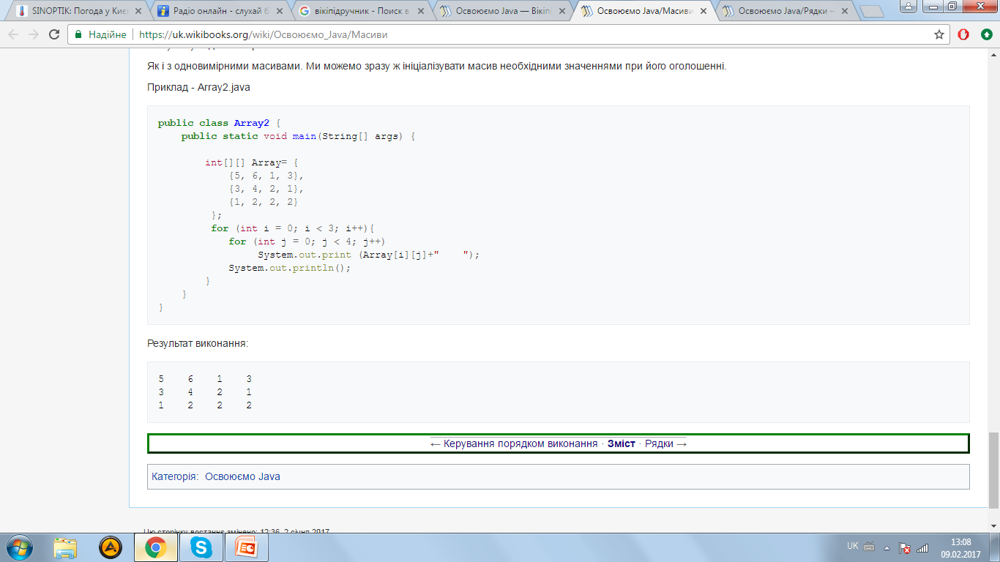 SINOPTIK: Погода у Києв
Радіо онлайн - слухай б
вікіпідручник - Поиск в
Освоюємо Java — Вікіпі
Освоюємо Java/Масиви
Освоюємо Java/Рядки –
Надійне https://uk.wikibooks.org/wiki/Освоюємо_Java/Масиви
Як і з одновимірними масивами. Ми можемо зразу ж ініціалізувати масив необхідними значеннями при його оголошенні.
Приклад - Array2.java
public class Array2 {
public static void main(String[] args) {
int[][] Array= {
{5, 6, 1, 3},
{3, 4, 2, 1},
{1, 2, 2, 2}
};
for (int i = 0; i < 3; i++){
for (int j = 0; j < 4; j++)
System.out.print (Array[i][j]+"    ");
System.out.println();
}
}
}
Результат виконання:
5 6 1 3
3 4 2 1
1 2 2 2
← Керування порядком виконання · Зміст · Рядки →
Категорія: Освоюємо Java
Цю сторінку востаннє змінено: 12:36, 2 січня 2017.
UK
13:08
09.02.2017